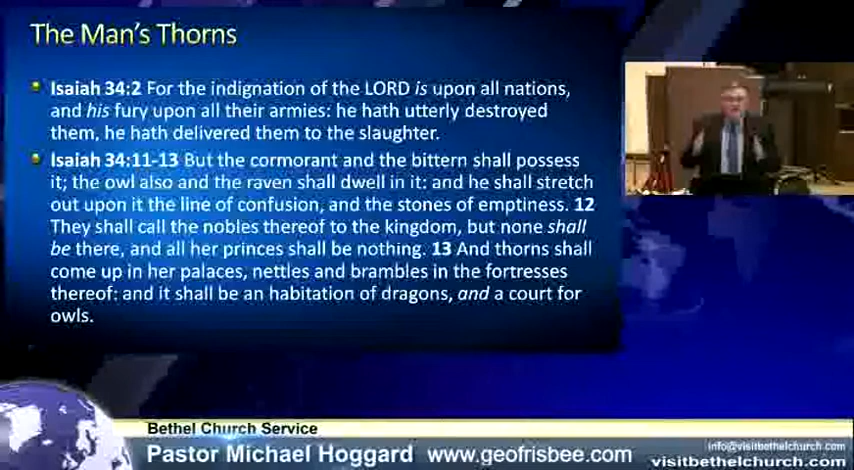 The Man's Thorns
Isaiah 34:2 For the indignation of the LORD is upon all nations,
and his fury upon all their armies: he hath utterly destroyed
them, he hath delivered them to the slaughter.
Isaiah 34:11-13 But the cormorant and the bittern shall possess
it; the owl also and the raven shall dwell in it: and he shall stretch
out upon it the line of confusion, and the stones of emptiness. 12
They shall call the nobles thereof to the kingdom, but none shall
be there, and all her princes shall be nothing. 13 And thorns shall
come up in her palaces, nettles and brambles in the fortresses
thereof: and it shall be an habitation of dragons, and a court for
owls.
Bethel Church Service
Pastor Michael Hoggard www.geofrisbee.com
info@visitbethelchurch.com
visitbethelchurch.com